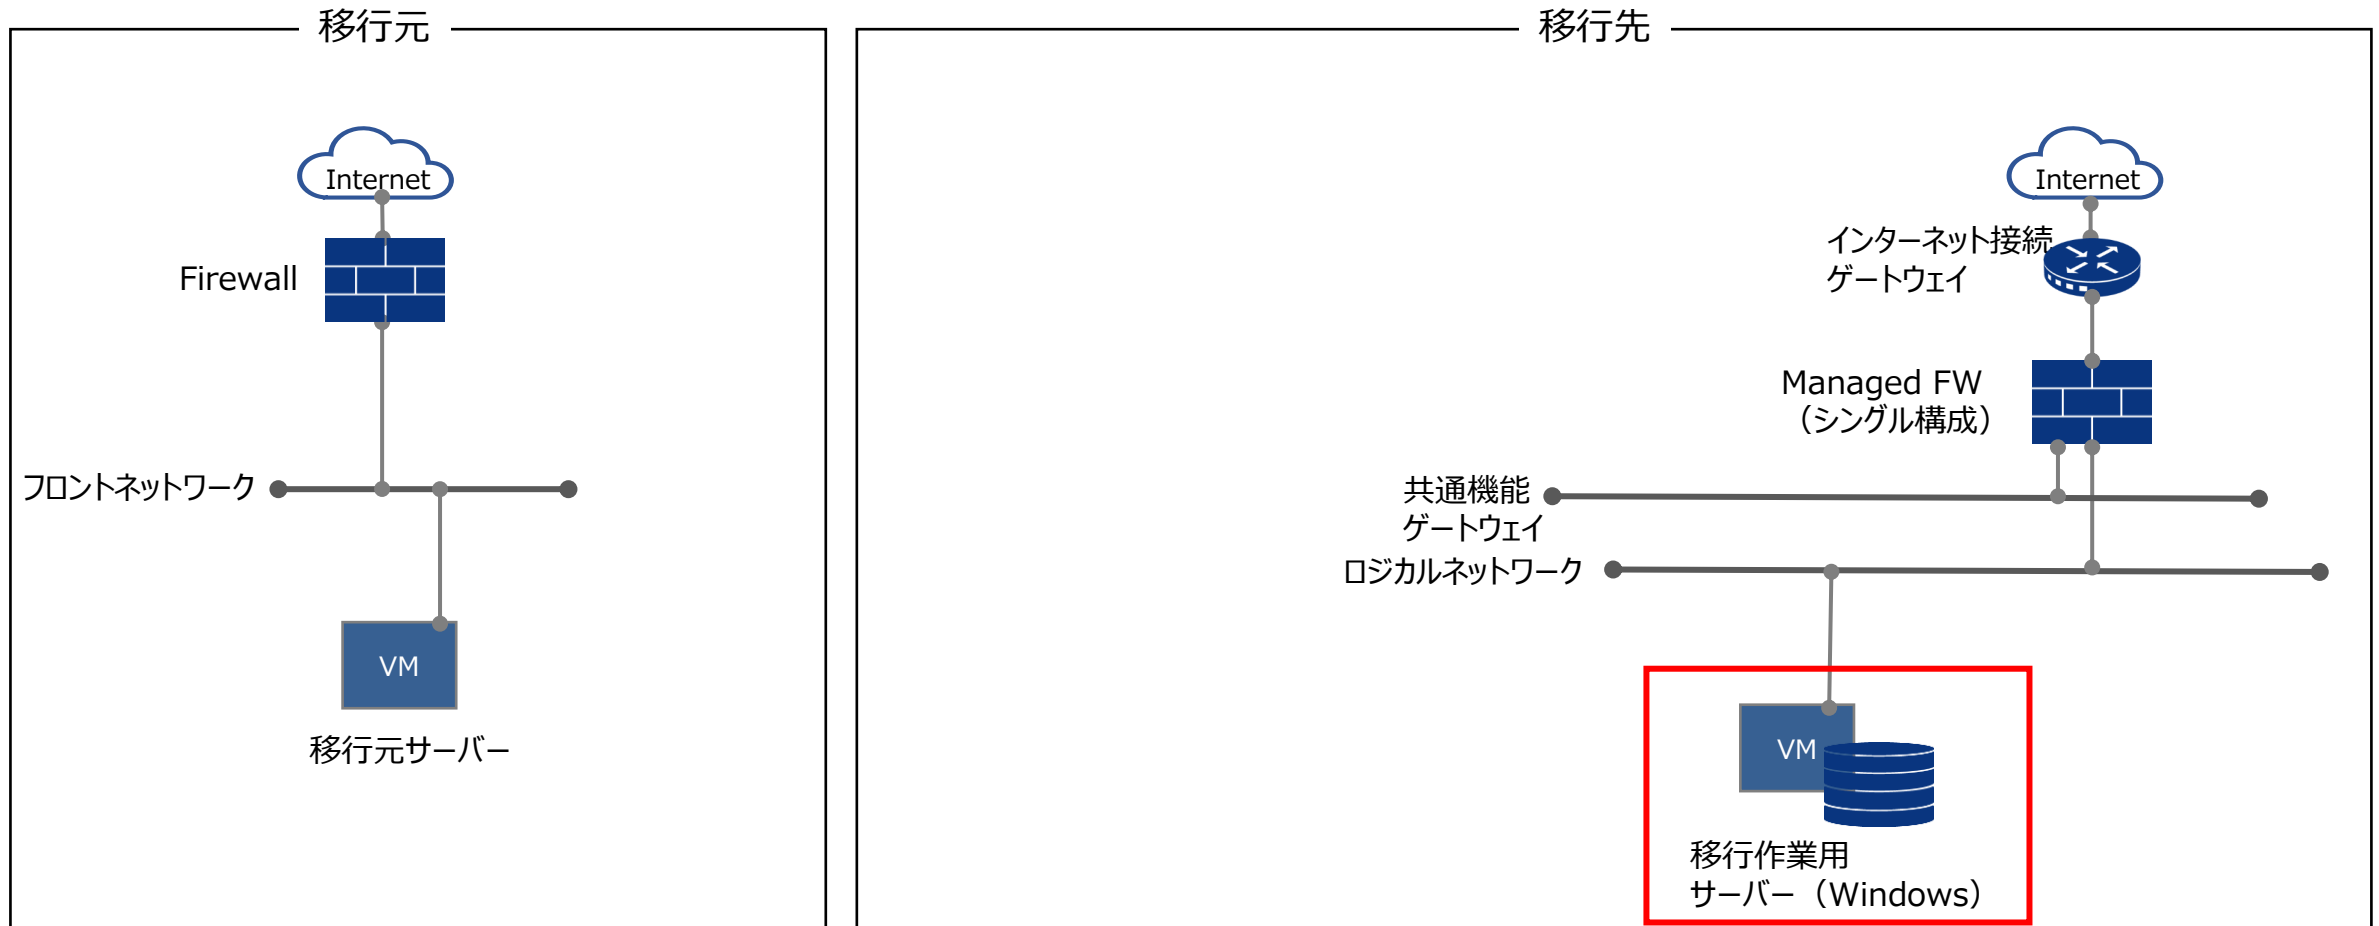 移行元
Internet
Firewall
フロントネットワーク
VM
移行元サーバー
移行先
Internet
インターネット接続
ゲートウェイ
Managed FW
（シングル構成）
共通機能
ゲートウェイ
ロジカルネットワーク
VM
移行作業用
サーバー（Windows）